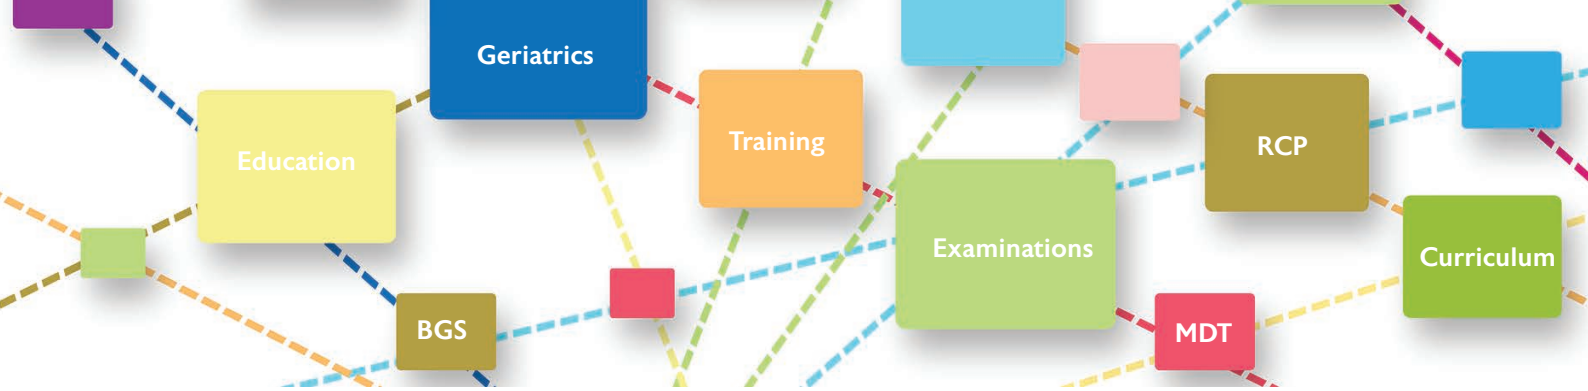 Geriatrics
Education
Training
RCP
Examinations
Curriculum
BGS
MDT